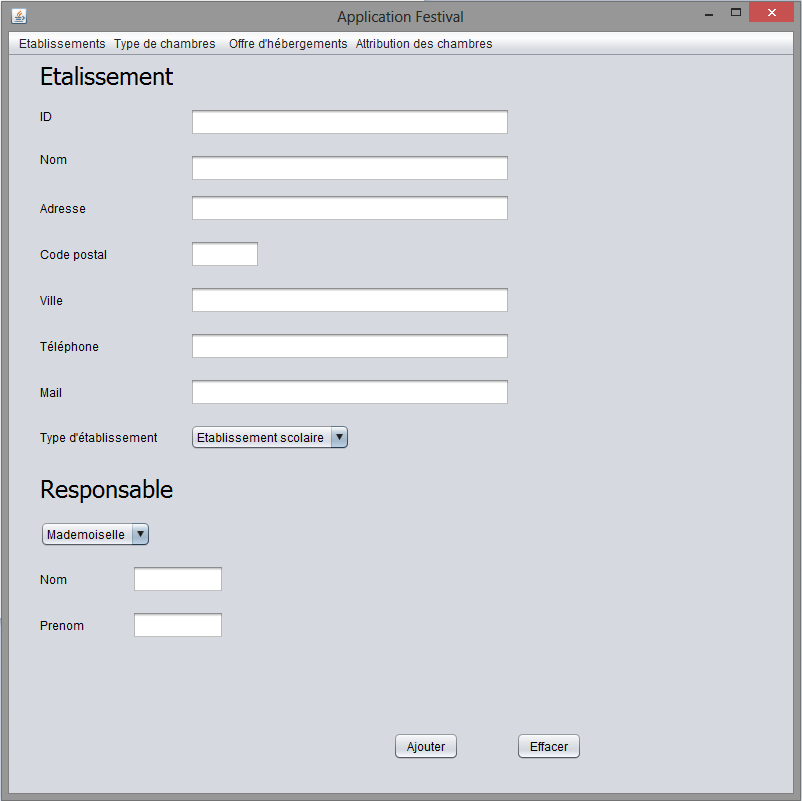 Application Festival
Etablissements Type de chambres Offre d'hébergements Attribution des chambres
Etalissement
ID
Nom
Adresse
Code postal
Ville
Téléphone
Mail
Type d'établissement Etablissement scolaire
Responsable
Mademoiselle
Nom
Prenom
Ajouter Effacer